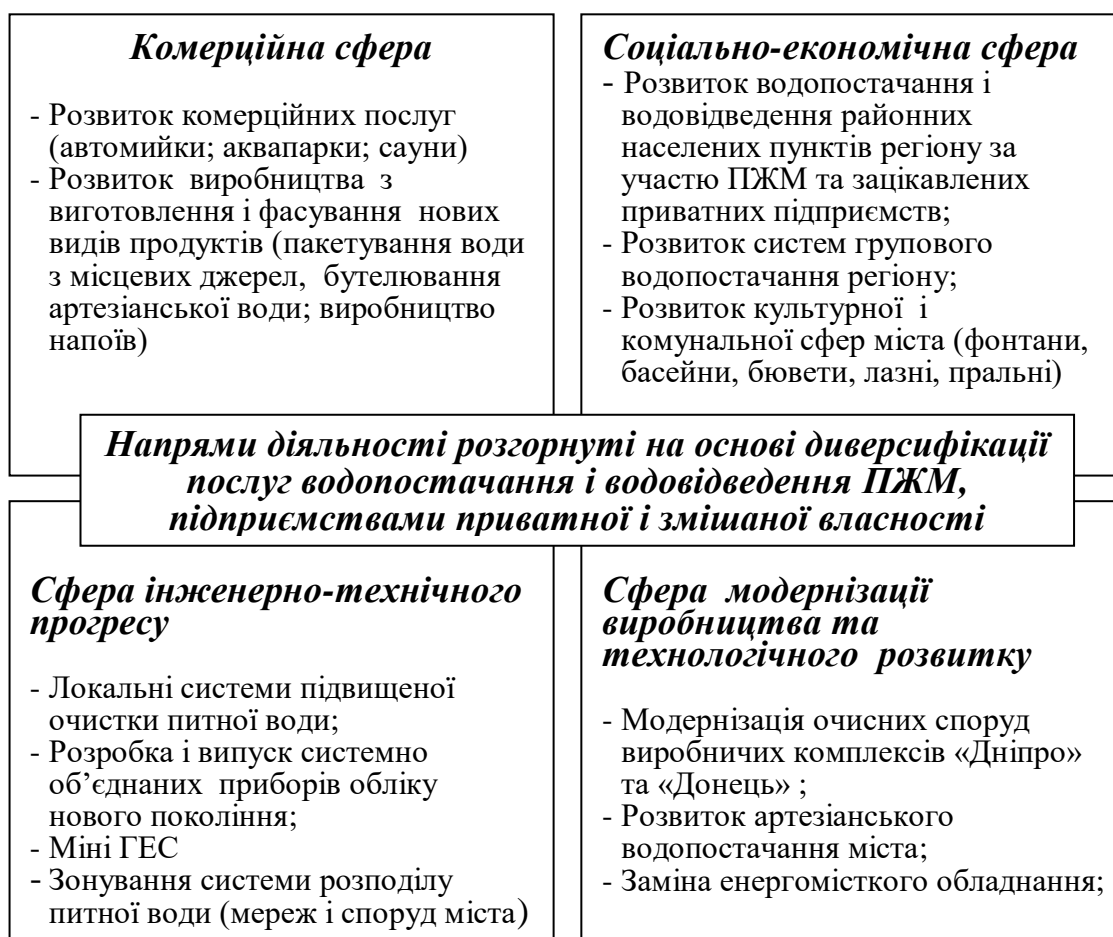 Комерційна сфера
- Розвиток комерційних послуг
(автомийки; аквапарки; сауни)
- Розвиток виробництва з
виготовлення і фасування нових
видів продуктів (пакетування води
з місцевих джерел, бутелювання
артезіанської води; виробництво
напоїв)
Соціально-економічна сфера
- Розвиток водопостачання і
водовідведення районних
населених пунктів регіону за
участю ПЖМ та зацікавлених
приватних підприємств;
- Розвиток систем групового
водопостачання регіону;
- Розвиток культурної і
комунальної сфер міста (фонтани,
басейни, бювети, лазні, пральні)
Напрями діяльності розгорнуті на основі диверсифікації
послуг водопостачання і водовідведення ПЖМ,
підприємствами приватної і змішаної власності
Сфера інженерно-технічного
прогресу
- Локальні системи підвищеної
очистки питної води;
- Розробка і випуск системно
об’єднаних приборів обліку
нового покоління;
- Міні ГЕС
- Зонування системи розподілу
питної води (мереж і споруд міста)
Сфера модернізації
виробництва та
технологічного розвитку
- Модернізація очисних споруд
виробничих комплексів «Дніпро»
та «Донець» ;
- Розвиток артезіанського
водопостачання міста;
- Заміна енергомісткого обладнання;